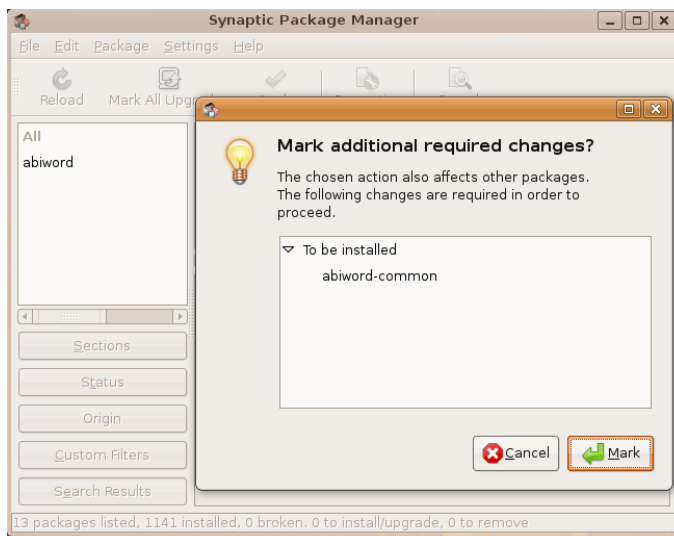 Synaptic Package Manager
File Edit Package Settings Help
Reload Mark All Upg
All
abiword
Mark additional required changes?
The chosen action also affects other packages.
The following changes are required in order to
proceed.
To be installed
abiword-common
Sections
Status
Origin
Custom Filters
Search Results
Cancel Mark
13 packages listed, 1141 installed, 0 broken. 0 to install/upgrade, 0 to remove